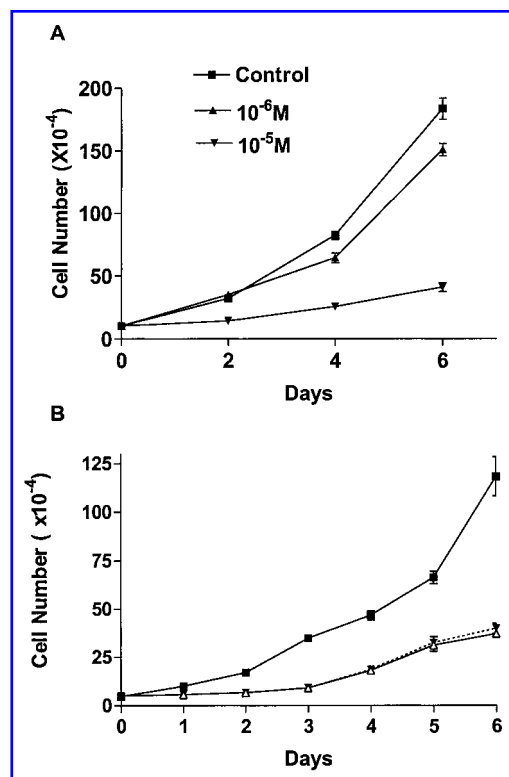 A
Control
10⁻⁶M
10⁻⁵M
Cell Number (X10⁻⁴)
200
150
100
50
0
0 2 4 6
Days
B
Cell Number ( x10⁻⁴)
125
100
75
50
25
0
0 1 2 3 4 5 6
Days